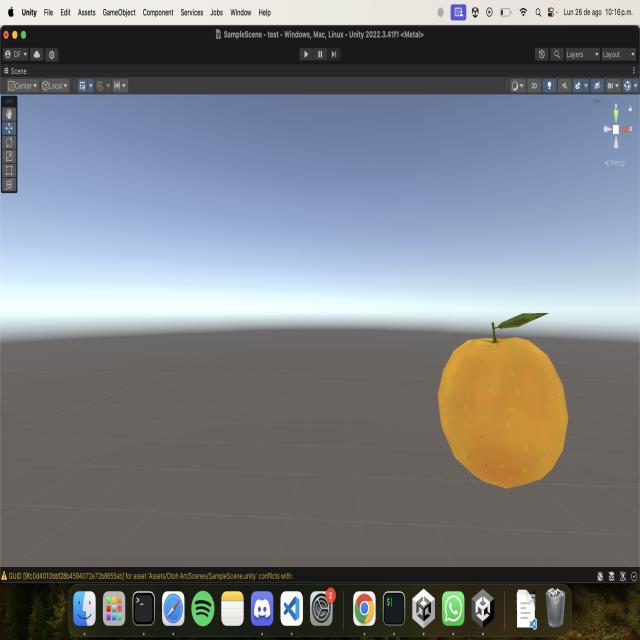 Unity File Edit Assets GameObject Component Services Jobs Window Help Lun 26 de ago 10:16 p.m.
SampleScene - test - Windows, Mac, Linux - Unity 2022.3.41f1 <Metal>
DF Layers Layout
Scene
Center Local 2D
y
Persp
GUID [9fc0d4010bbf28b4594072e72b8655ab] for asset 'Assets/Otoh Art/Scenes/SampleScene.unity' conflicts with:
2